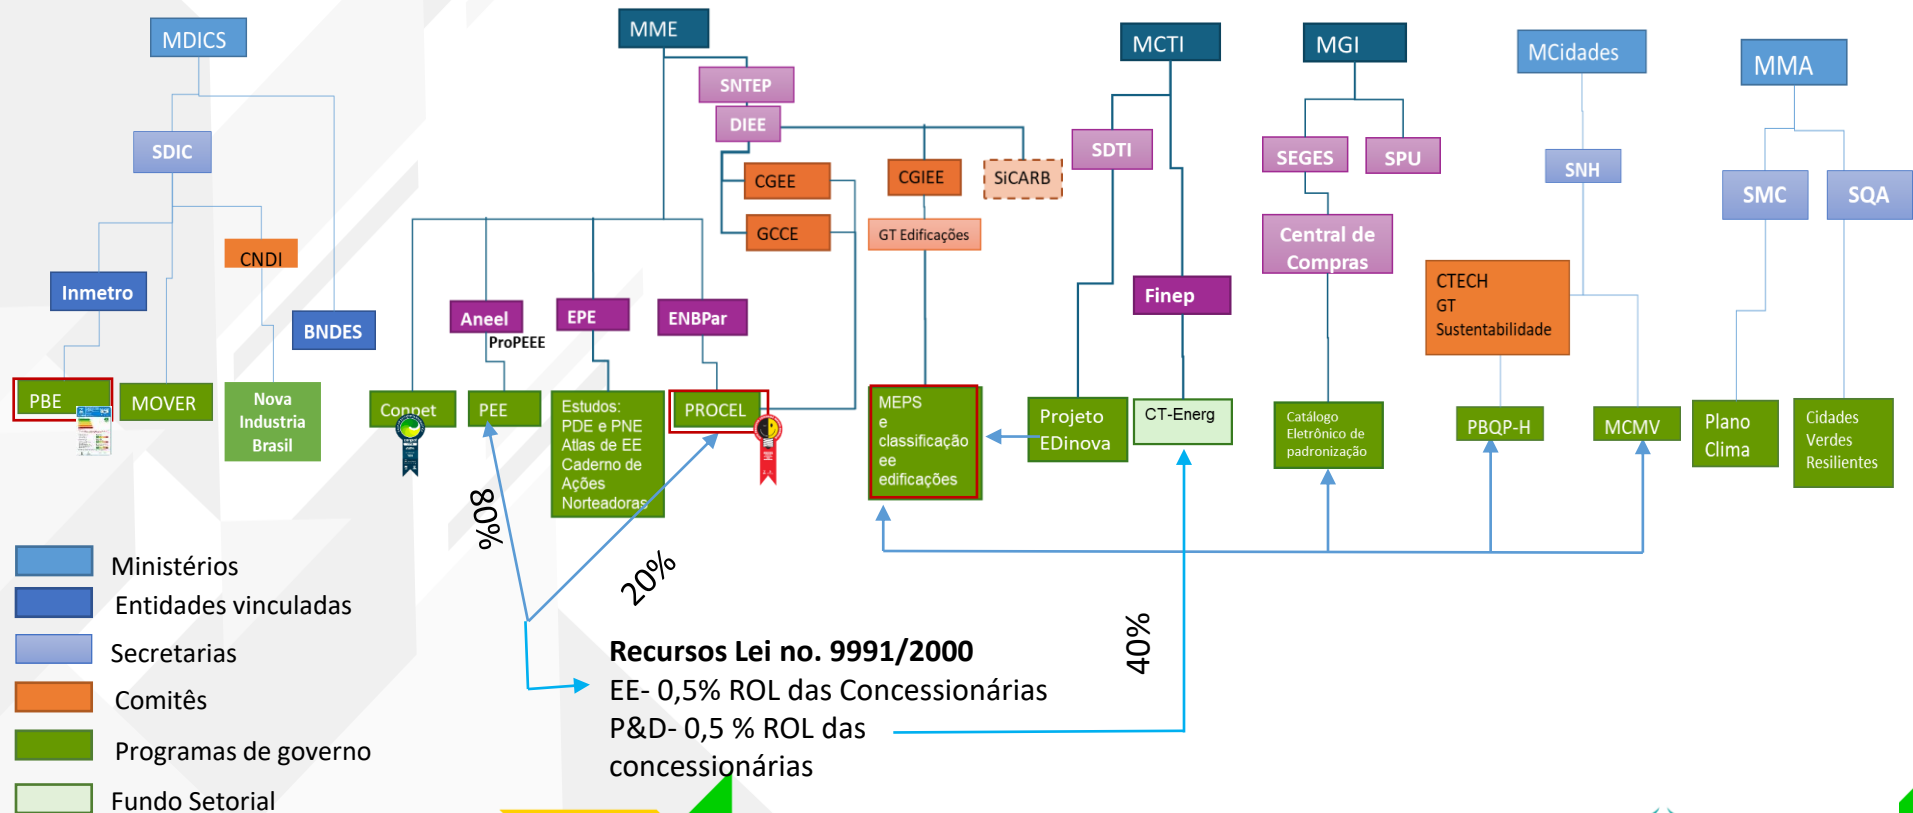 MDICS
MME
MCTI
MGI
MCidades
MMA
SNTEP
DIEE
SDIC
SDTI
SEGES
SPU
SNH
SMC
SQA
CGEE
CGIEE
SiCARB
GCCE
GT Edificações
CNDI
Central de
Compras
Inmetro
BNDES
Aneel
ProPEEE
EPE
ENBPar
Finep
CTECH
GT
Sustentabilidade
PBE
MOVER
Nova
Industria
Brasil
Conpet
PEE
Estudos:
PDE e PNE
Atlas de EE
Caderno de
Ações
Norteadoras
PROCEL
MEPS
e
classificação
ee
edificações
Projeto
EDinova
CT-Energ
Catálogo
Eletrônico de
padronização
PBQP-H
MCMV
Plano
Clima
Cidades
Verdes
Resilientes
80%
20%
40%
Ministérios
Entidades vinculadas
Secretarias
Comitês
Programas de governo
Fundo Setorial
Recursos Lei no. 9991/2000
EE- 0,5% ROL das Concessionárias
P&D- 0,5 % ROL das
concessionárias